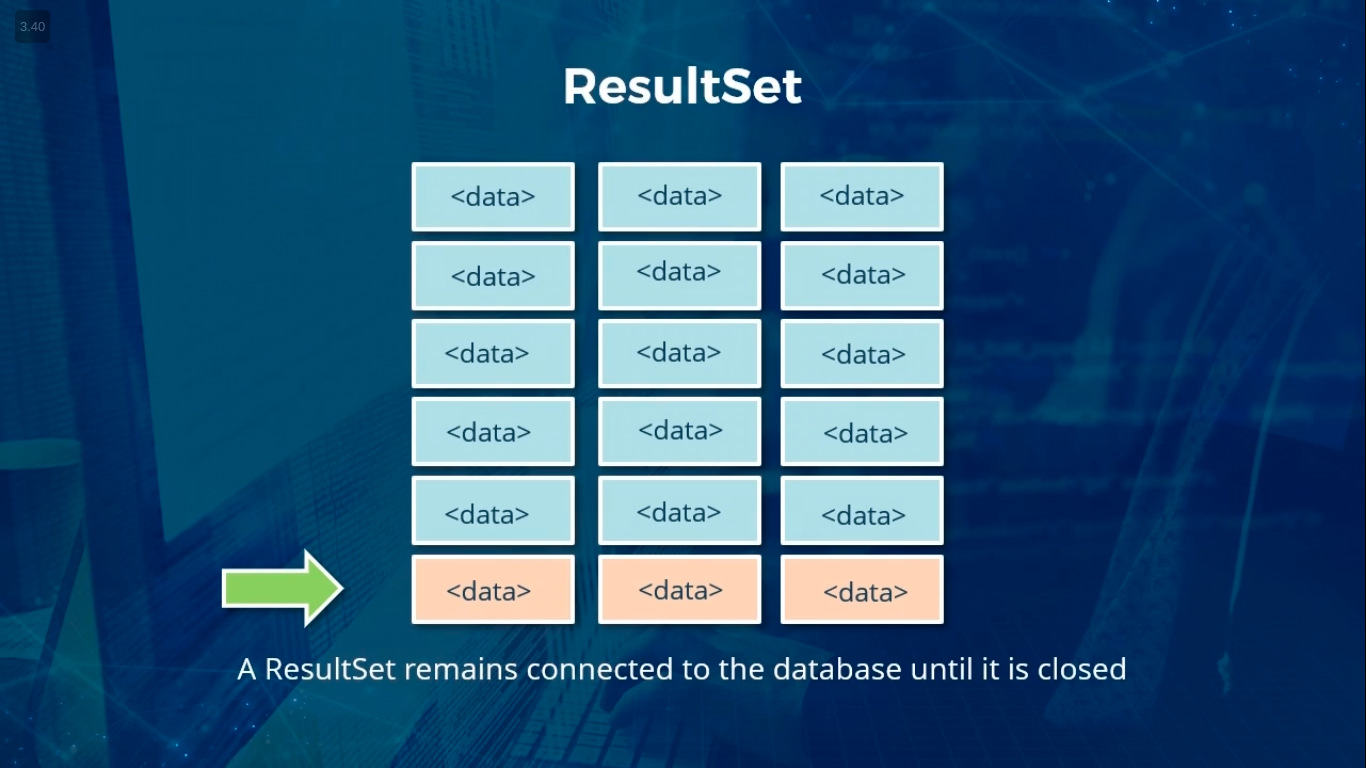 3.40
ResultSet
<data> <data> <data>
<data> <data> <data>
<data> <data> <data>
<data> <data> <data>
<data> <data> <data>
<data> <data> <data>
A ResultSet remains connected to the database until it is closed